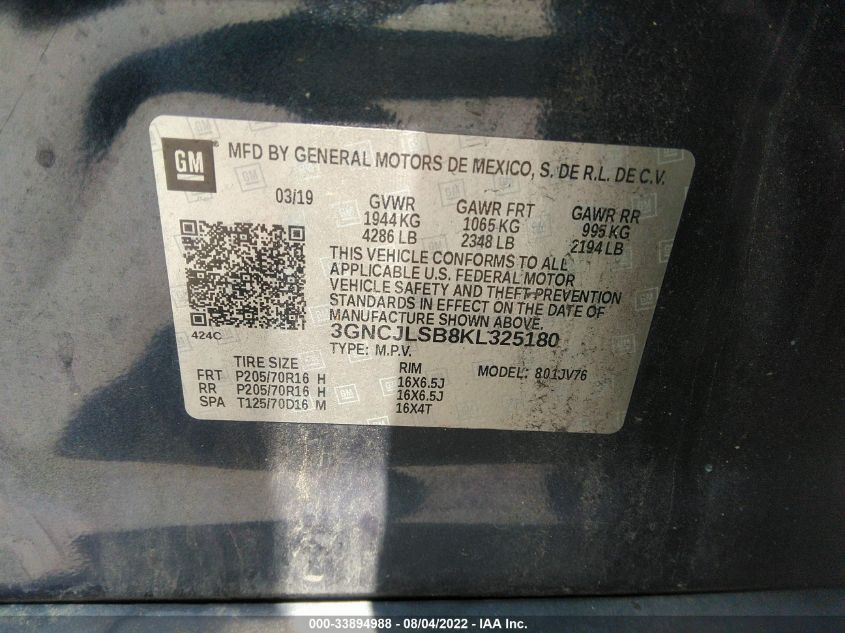 GM MFD BY GENERAL MOTORS DE MEXICO, S. DE R.L. DE C.V.
03/19 GVWR GAWR FRT GAWR RR
1944 KG 1065 KG 995 KG
4286 LB 2348 LB 2194 LB
THIS VEHICLE CONFORMS TO ALL
APPLICABLE U.S. FEDERAL MOTOR
VEHICLE SAFETY AND THEFT PREVENTION
STANDARDS IN EFFECT ON THE DATE OF
MANUFACTURE SHOWN ABOVE.
424C 3GNCJLSB8KL325180
TYPE: M.P.V.
TIRE SIZE RIM MODEL: 801JV76
FRT P205/70R16 H 16X6.5J
RR P205/70R16 H 16X6.5J
SPA T125/70D16 M 16X4T
000-33894988 - 08/04/2022 - IAA Inc.